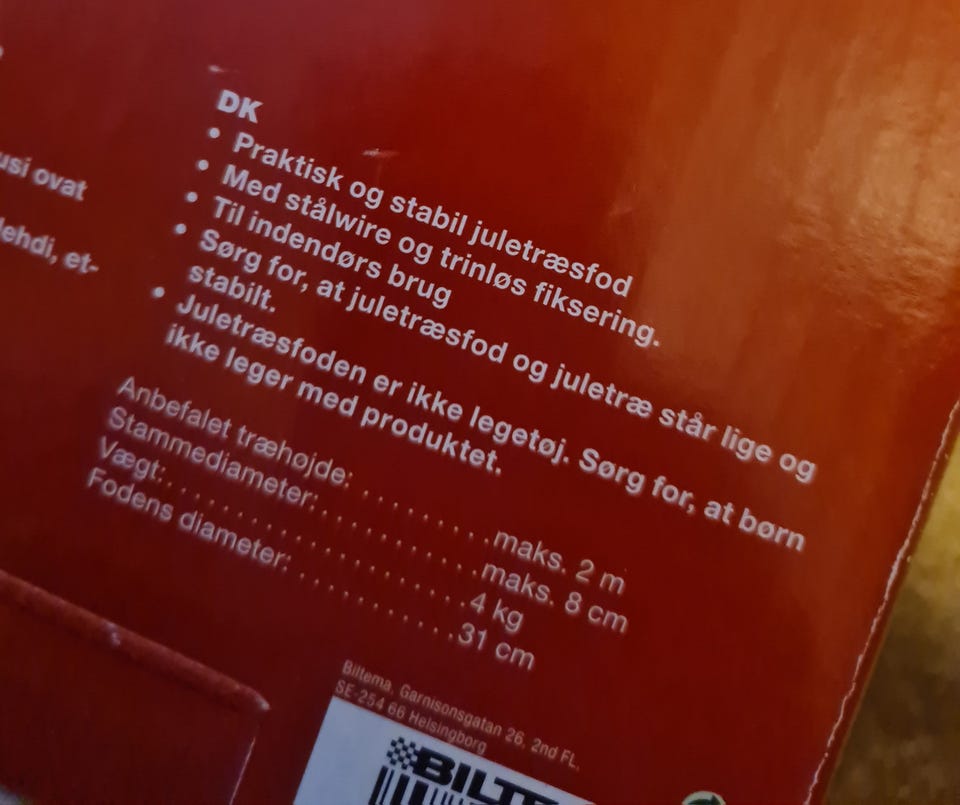 usi ovat
lehdi, et-
DK
• Praktisk og stabil juletræsfod
• Med stålwire og trinløs fiksering.
• Til indendørs brug
• Sørg for, at juletræsfod og juletræ står lige og
stabilt.
• Juletræsfoden er ikke legetøj. Sørg for, at børn
ikke leger med produktet.
Anbefalet træhøjde: . . . . . . . . . . maks. 2 m
Stammediameter: . . . . . . . . . . . . maks. 8 cm
Vægt: . . . . . . . . . . . . . . . . . . . . 4 kg
Fodens diameter: . . . . . . . . . . . . 31 cm
Biltema, Garnisonsgatan 26, 2nd FL.
SE-254 66 Helsingborg
BILTE